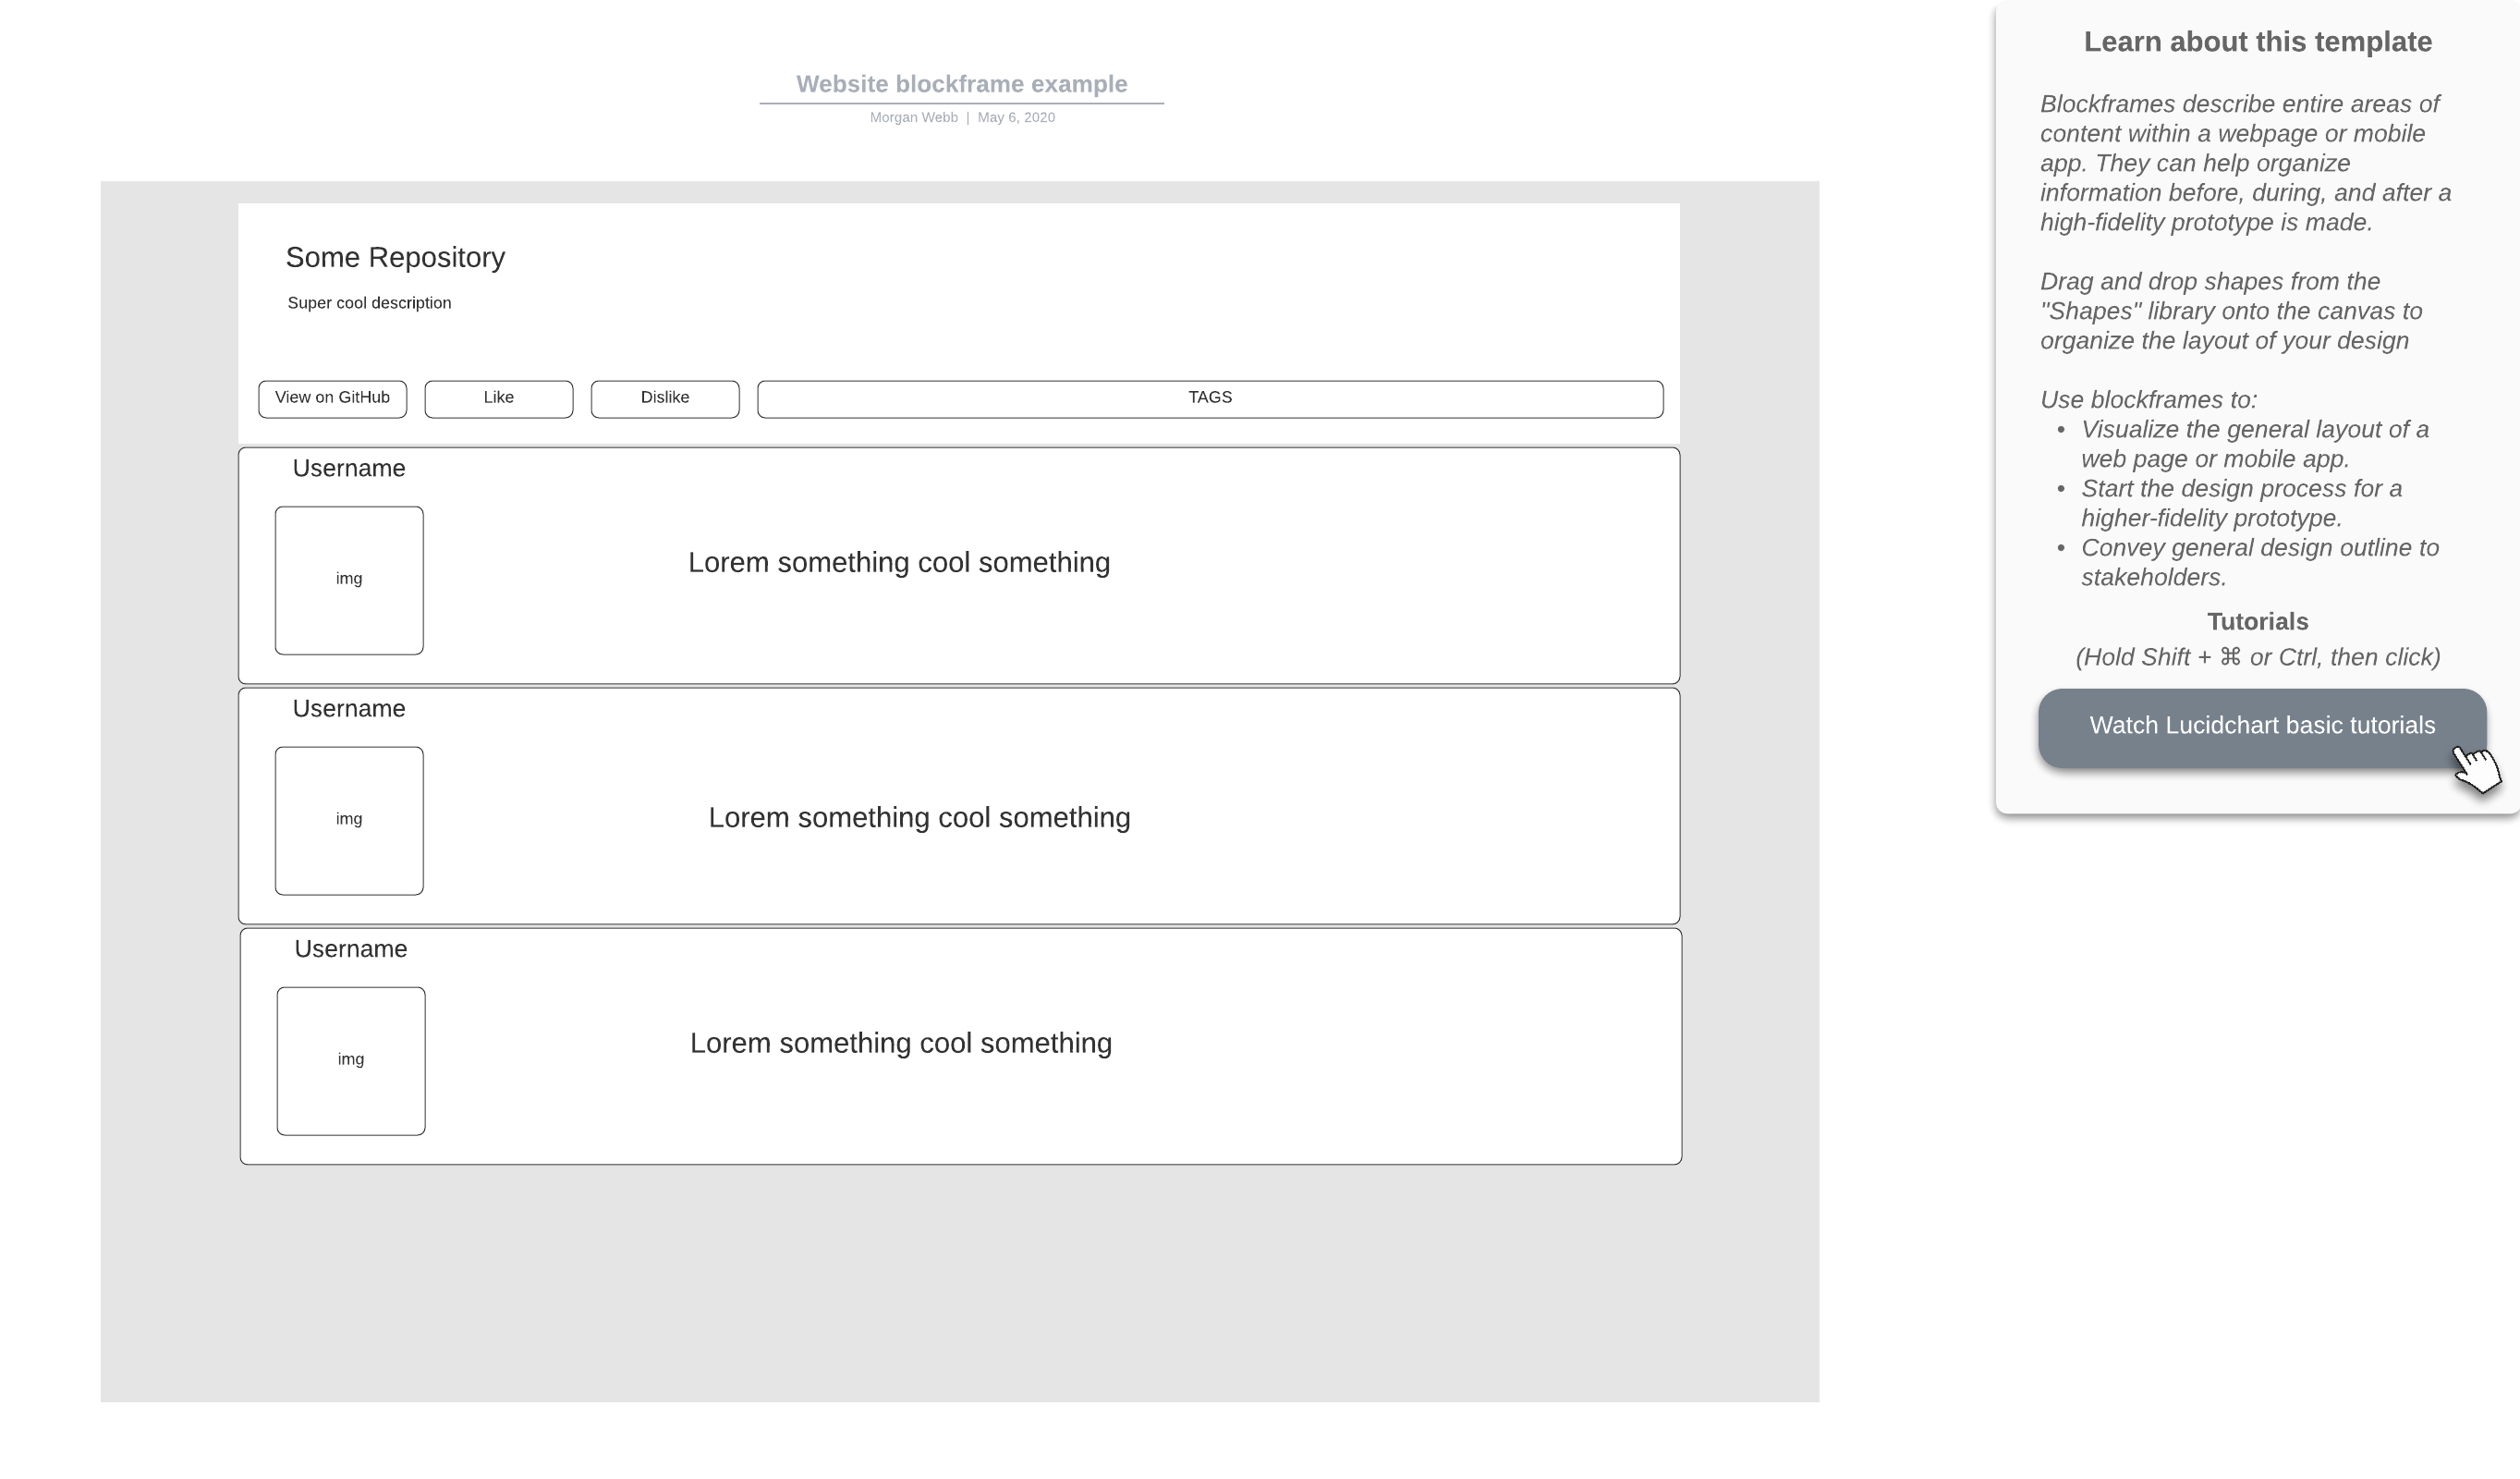 Website blockframe example
Morgan Webb | May 6, 2020
Some Repository
Super cool description
View on GitHub
Like
Dislike
TAGS
Username
img
Lorem something cool something
Username
img
Lorem something cool something
Username
img
Lorem something cool something
Learn about this template
Blockframes describe entire areas of
content within a webpage or mobile
app. They can help organize
information before, during, and after a
high-fidelity prototype is made.
Drag and drop shapes from the
"Shapes" library onto the canvas to
organize the layout of your design
Use blockframes to:
• Visualize the general layout of a
web page or mobile app.
• Start the design process for a
higher-fidelity prototype.
• Convey general design outline to
stakeholders.
Tutorials
(Hold Shift + ⌘ or Ctrl, then click)
Watch Lucidchart basic tutorials